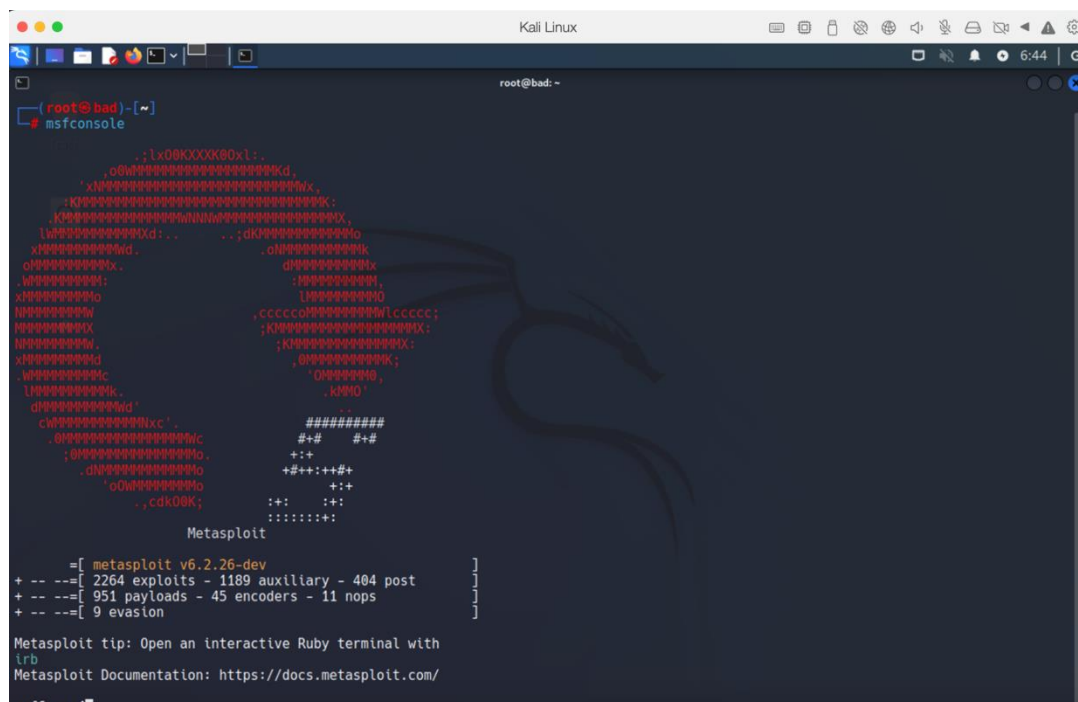 Kali Linux
6:44
root@bad: ~
(root㉿bad)-[~]
# msfconsole
Metasploit
=[ metasploit v6.2.26-dev ]
+ -- --=[ 2264 exploits - 1189 auxiliary - 404 post ]
+ -- --=[ 951 payloads - 45 encoders - 11 nops ]
+ -- --=[ 9 evasion ]
Metasploit tip: Open an interactive Ruby terminal with
irb
Metasploit Documentation: https://docs.metasploit.com/